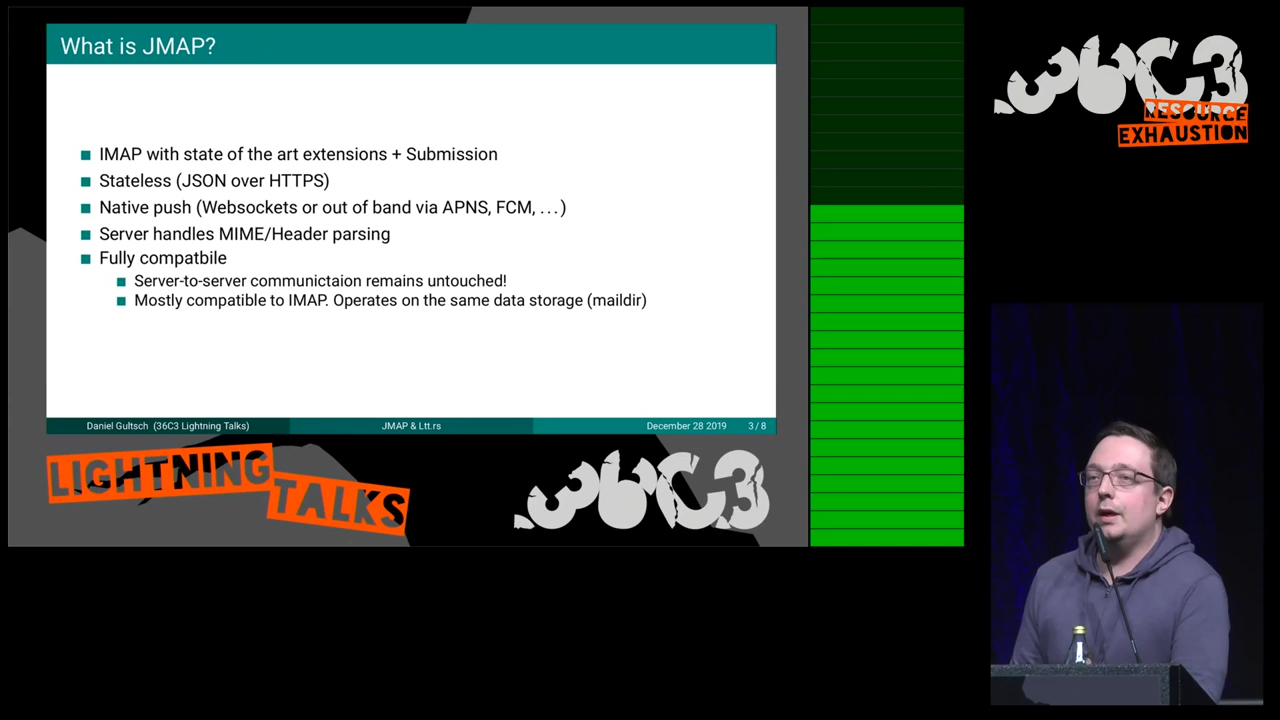 What is JMAP?
IMAP with state of the art extensions + Submission
Stateless (JSON over HTTPS)
Native push (Websockets or out of band via APNS, FCM, ...)
Server handles MIME/Header parsing
Fully compatbile
Server-to-server communictaion remains untouched!
Mostly compatible to IMAP. Operates on the same data storage (maildir)
Daniel Gultsch (36C3 Lightning Talks)
JMAP & Ltt.rs
December 28 2019
3 / 8
LIGHTNING
TALKS
36C3
36C3
RESOURCE
EXHAUSTION